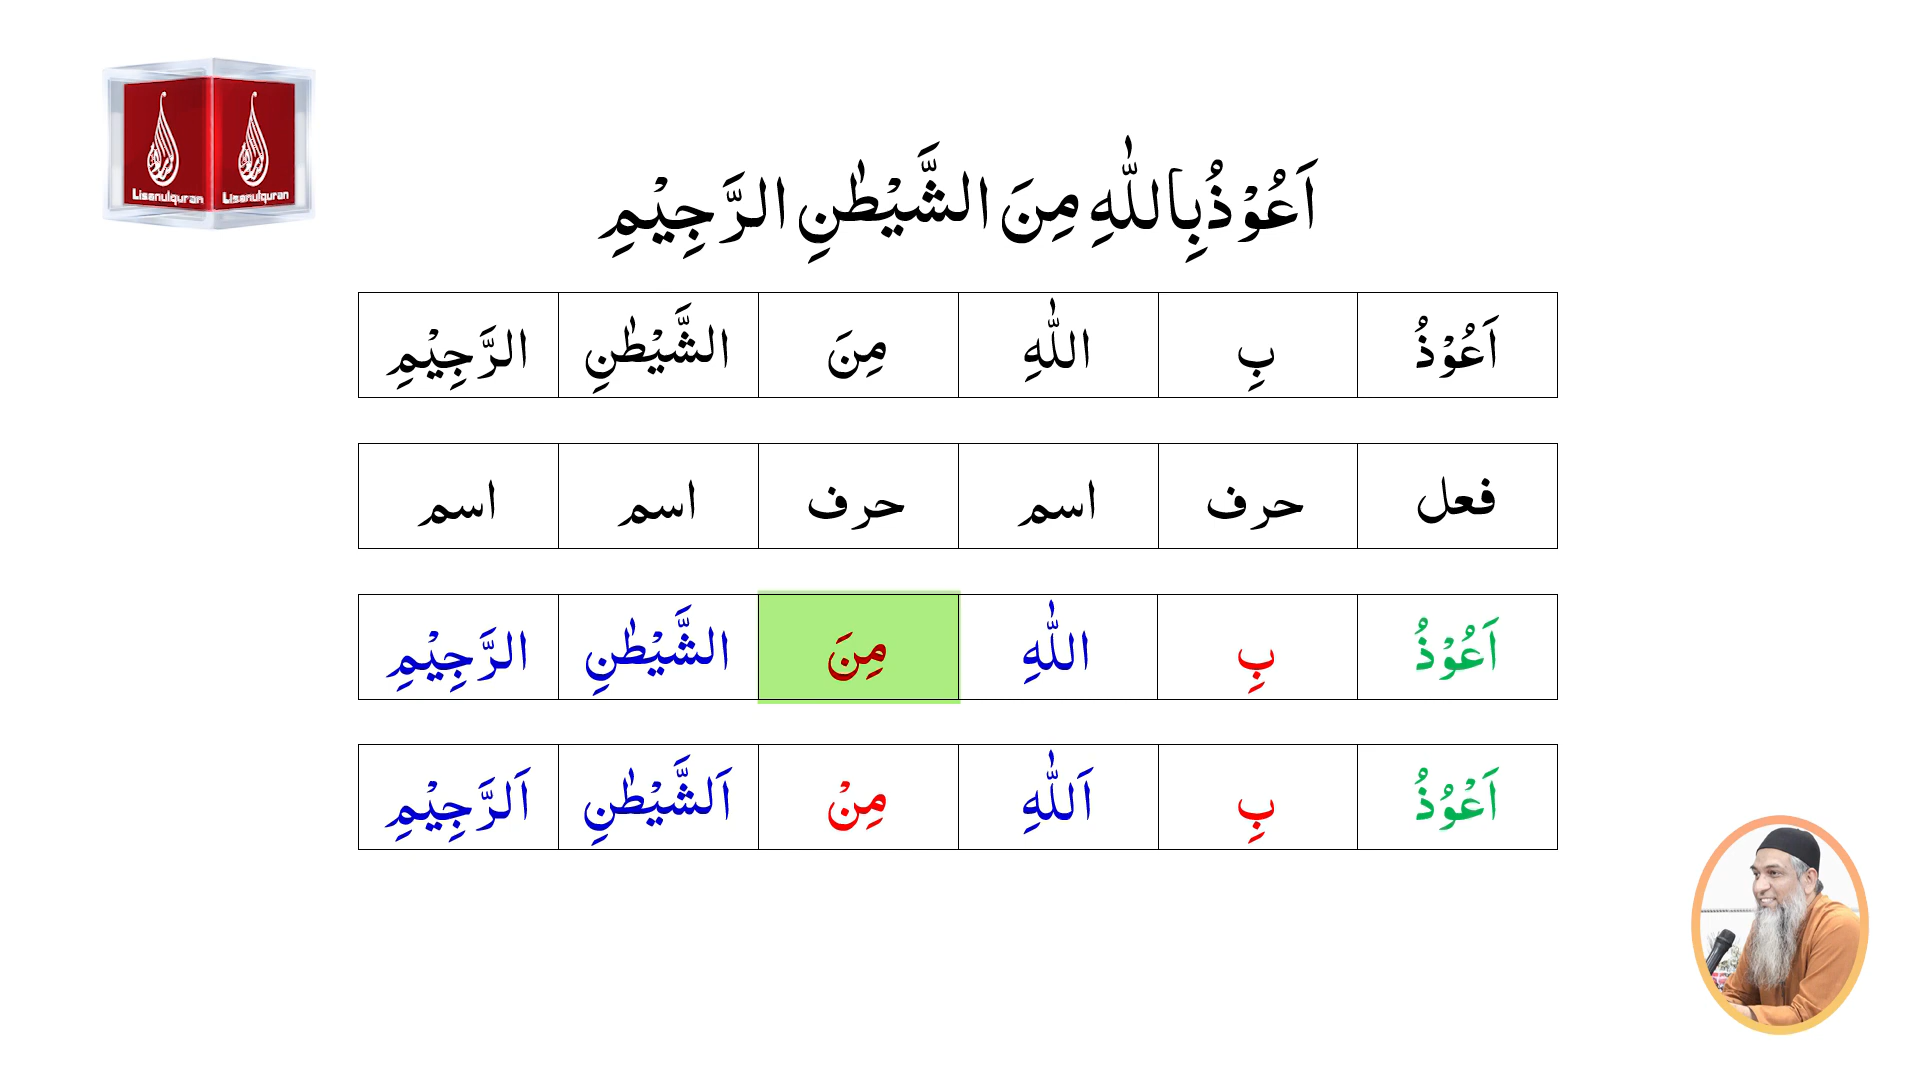 Lisanulquran Lisanulquran
اَعُوْذُ بِاللّٰهِ مِنَ الشَّيْطٰنِ الرَّجِيْمِ
اَعُوْذُ بِ اللّٰهِ مِنَ الشَّيْطٰنِ الرَّجِيْمِ
فعل حرف اسم حرف اسم اسم
اَعُوْذُ بِ اللّٰهِ مِنَ الشَّيْطٰنِ الرَّجِيْمِ
اَعْوُذُ بِ اَللّٰهِ مِنْ اَلشَّيْطٰنِ اَلرَّجِيْمِ